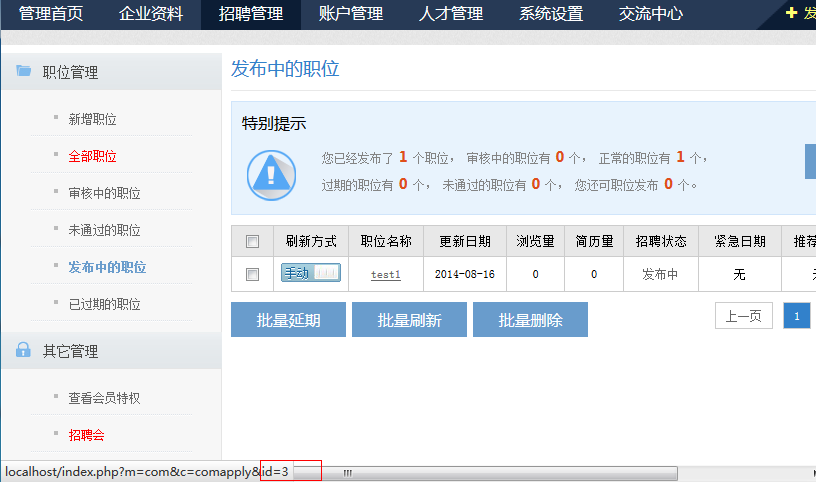 管理首页 企业资料 招聘管理 账户管理 人才管理 系统设置 交流中心
职位管理
新增职位
全部职位
审核中的职位
未通过的职位
发布中的职位
已过期的职位
其它管理
查看会员特权
招聘会
发布中的职位
特别提示
您已经发布了 1 个职位， 审核中的职位有 0 个， 正常的职位有 1 个，
过期的职位有 0 个， 未通过的职位有 0 个， 您还可职位发布 0 个。
刷新方式 职位名称 更新日期 浏览量 简历量 招聘状态 紧急日期 推荐
手动 test1 2014-08-16 0 0 发布中 无
批量延期 批量刷新 批量删除 上一页 1
localhost/index.php?m=com&c=comapply&id=3